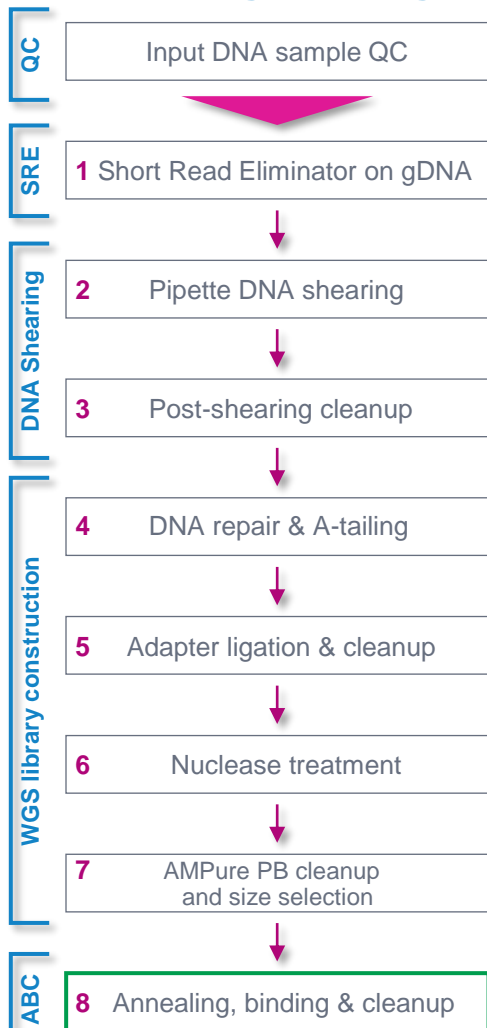 QC
Input DNA sample QC
SRE
1 Short Read Eliminator on gDNA
DNA Shearing
2 Pipette DNA shearing
3 Post-shearing cleanup
WGS library construction
4 DNA repair & A-tailing
5 Adapter ligation & cleanup
6 Nuclease treatment
7 AMPure PB cleanup
and size selection
ABC
8 Annealing, binding & cleanup